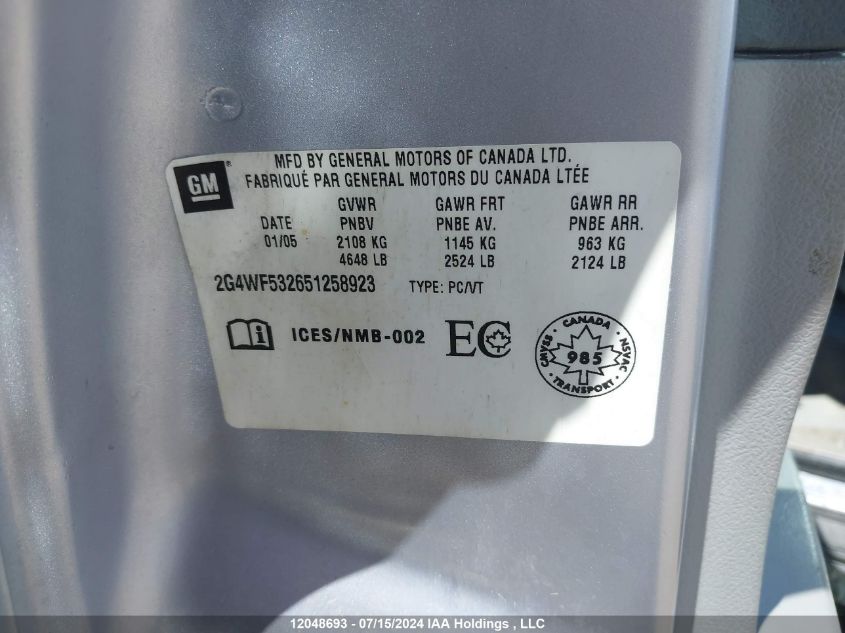 GM ®
MFD BY GENERAL MOTORS OF CANADA LTD.
FABRIQUÉ PAR GENERAL MOTORS DU CANADA LTÉE
GVWR GAWR FRT GAWR RR
DATE PNBV PNBE AV. PNBE ARR.
01/05 2108 KG 1145 KG 963 KG
4648 LB 2524 LB 2124 LB
2G4WF532651258923 TYPE: PC/VT
i ICES/NMB-002 EC
CANADA
CMVSS 985 NSVAC
TRANSPORT
12048693 - 07/15/2024 IAA Holdings , LLC